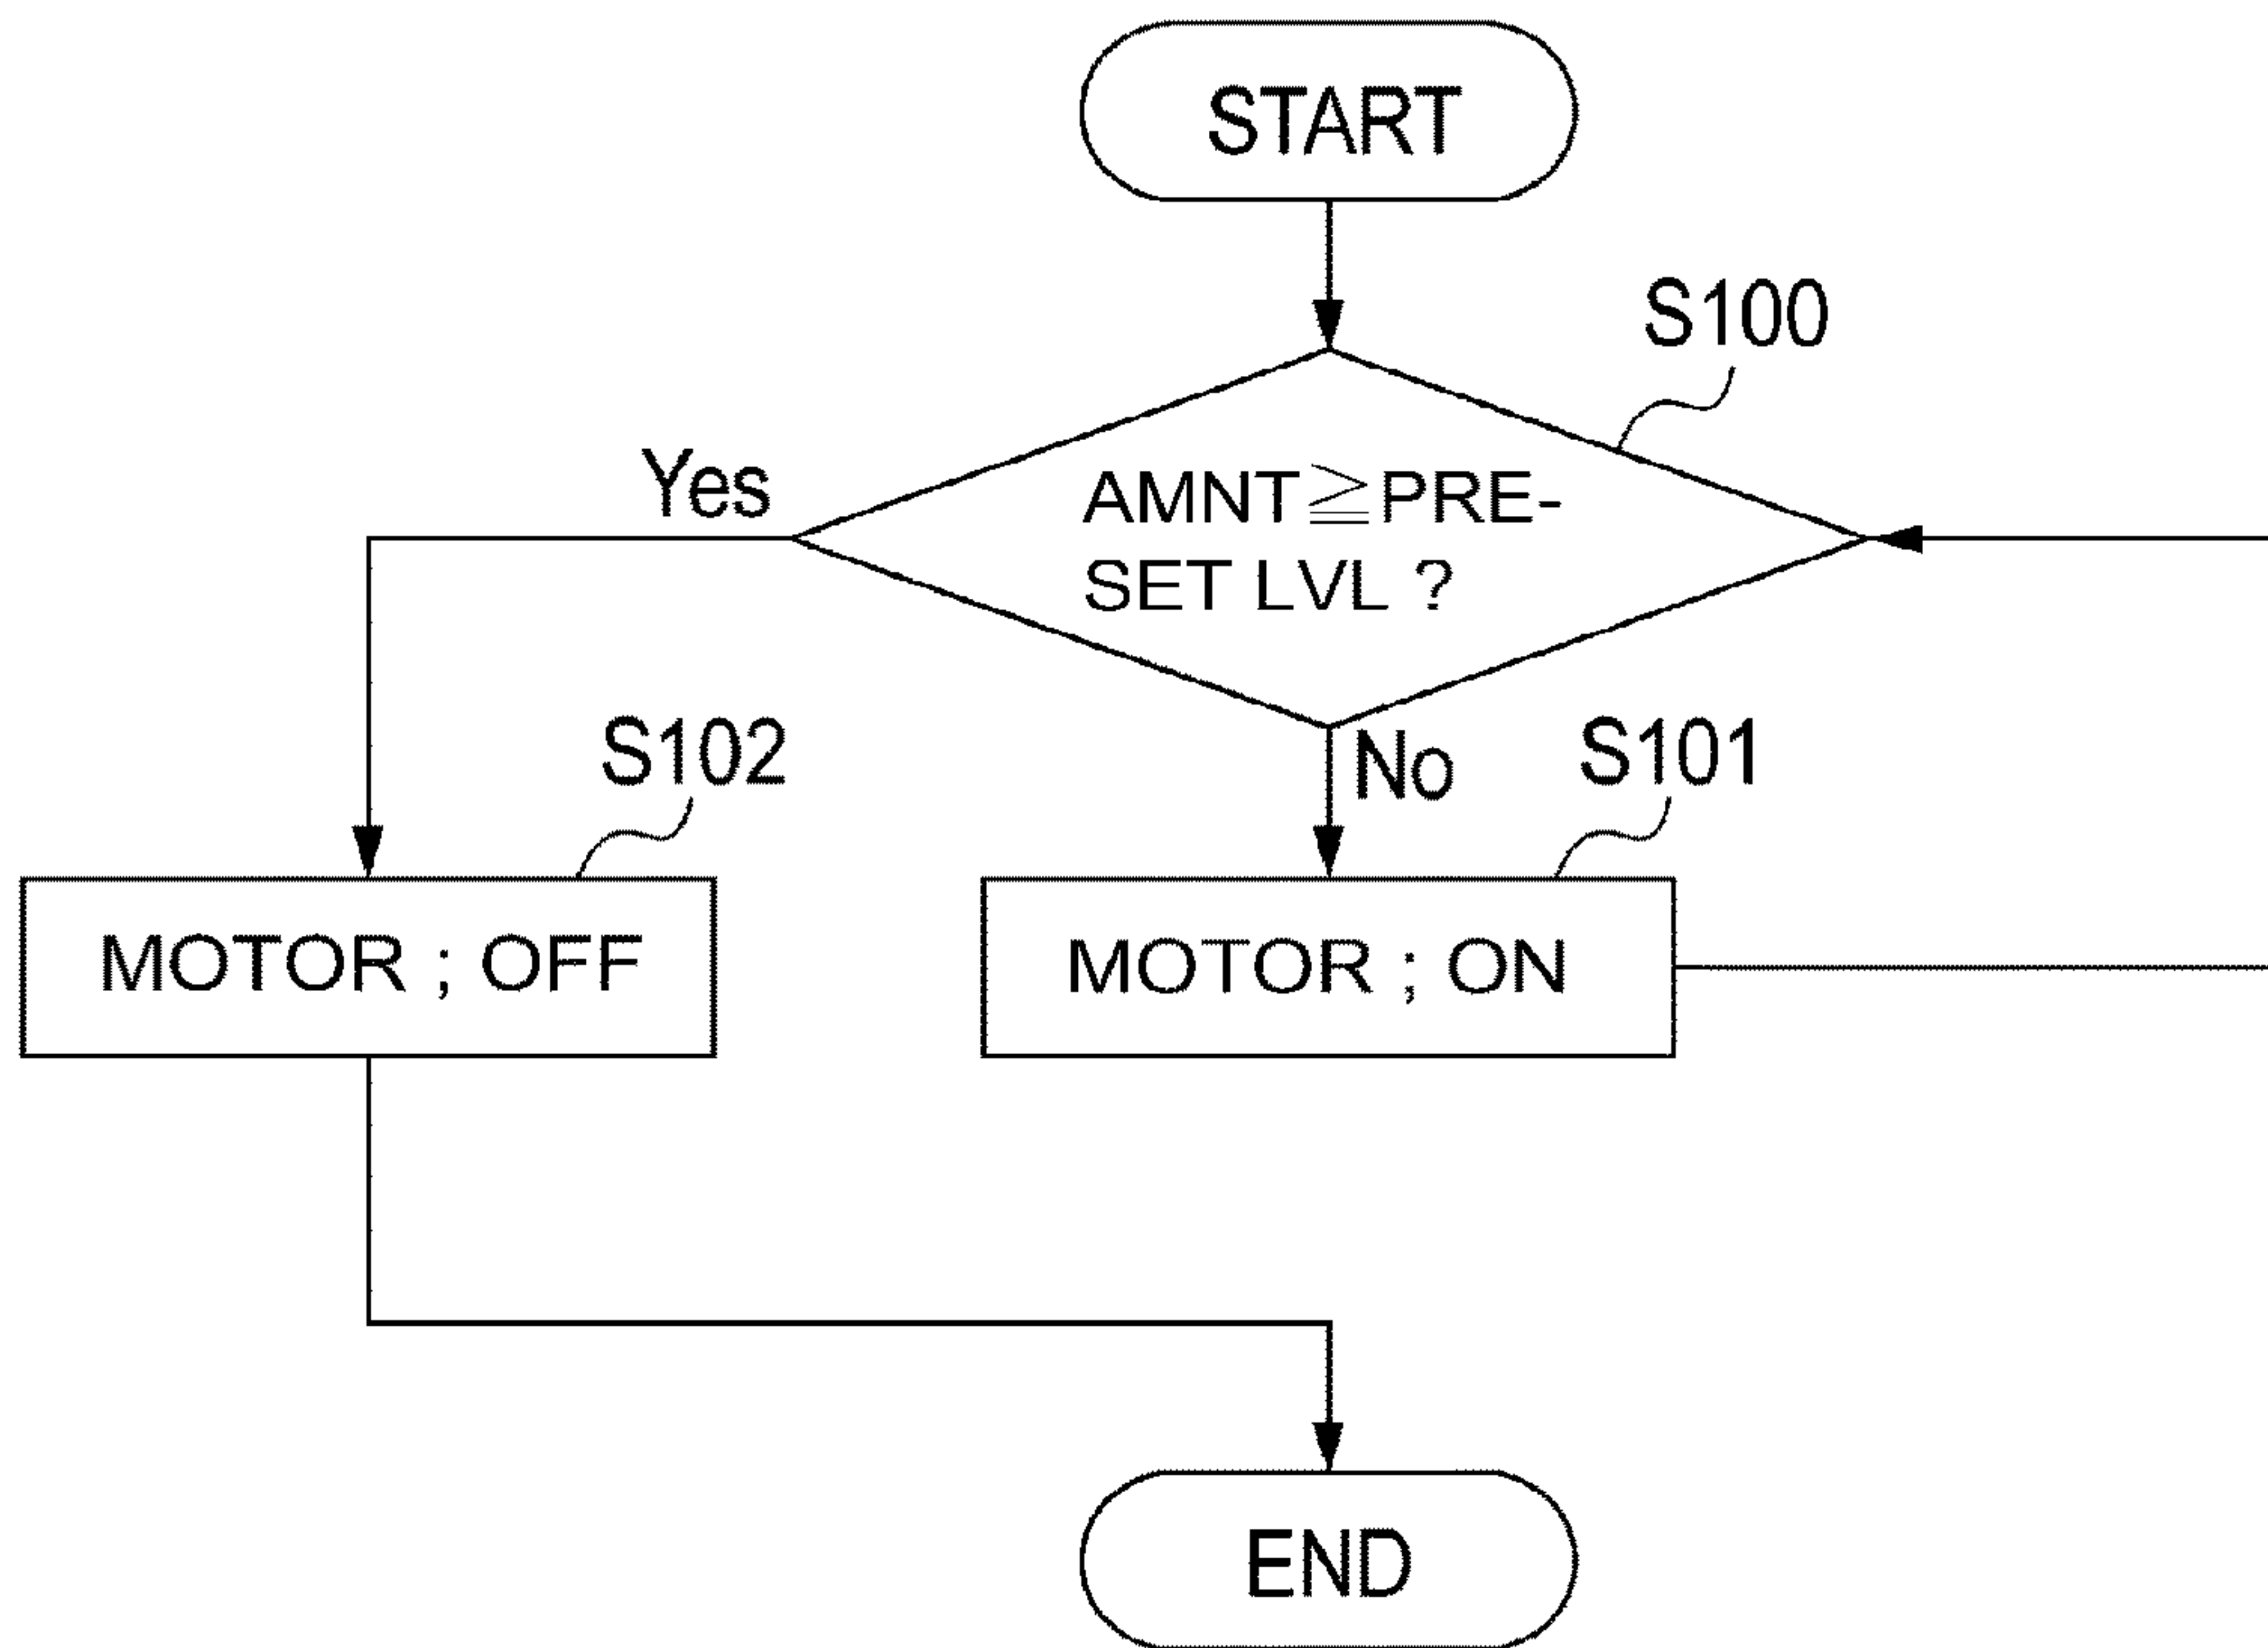 START
S100
Yes
AMNT≧PRE-
SET LVL ?
S102
No
S101
MOTOR ; OFF
MOTOR ; ON
END